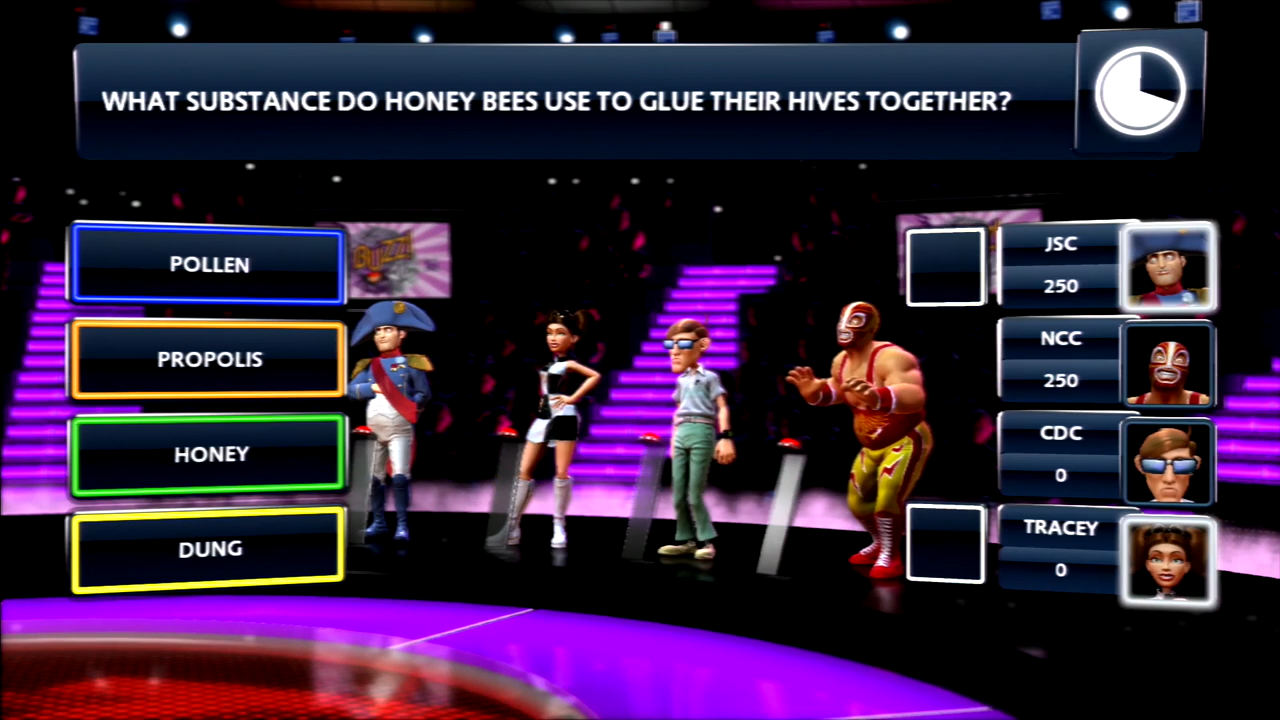 WHAT SUBSTANCE DO HONEY BEES USE TO GLUE THEIR HIVES TOGETHER?
POLLEN
PROPOLIS
HONEY
DUNG
Buzz!
JSC
250
NCC
250
CDC
0
TRACEY
0